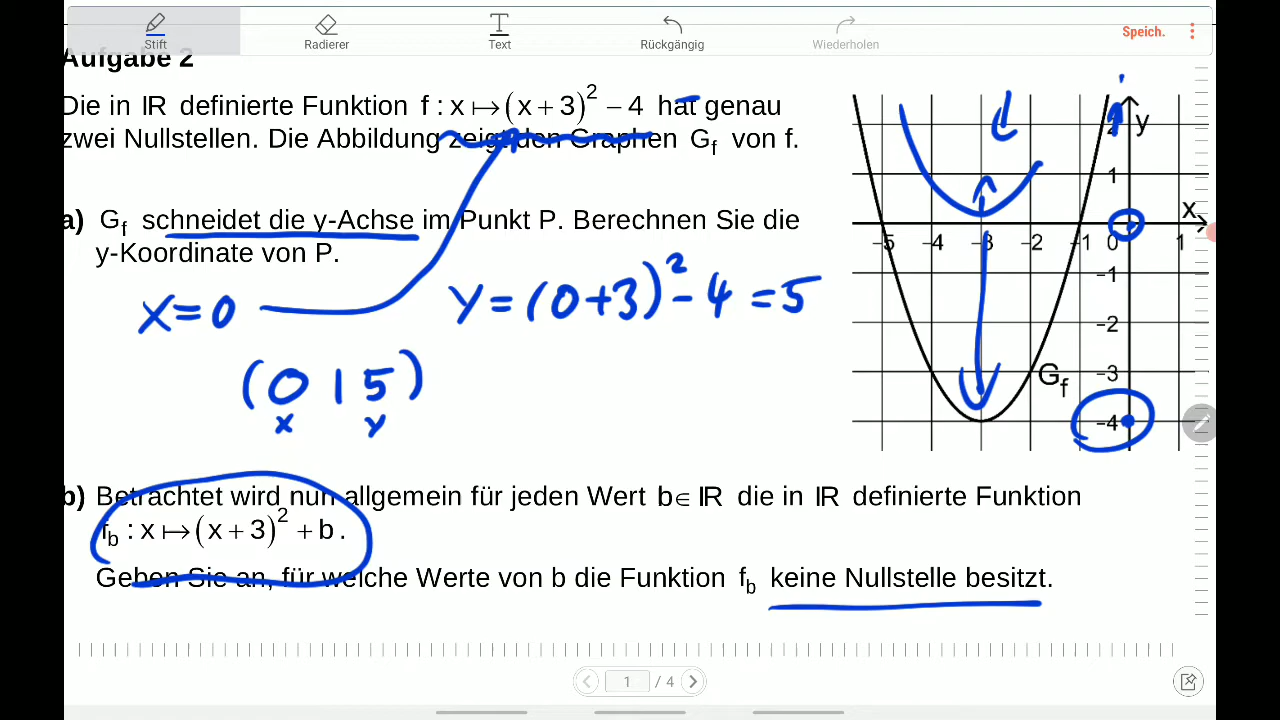 Stift Radierer Text Rückgängig Wiederholen Speich.
Aufgabe 2
Die in IR definierte Funktion f : x ↦ (x + 3)² − 4 hat genau
zwei Nullstellen. Die Abbildung zeigt den Graphen G_f von f.
a) G_f schneidet die y-Achse im Punkt P. Berechnen Sie die
y-Koordinate von P.
x=0 y=(0+3)²-4=5
(0|5)
x y
y
2
1
x
-5 -4 -3 -2 -1 0 1
-1
-2
-3
G_f
-4
b) Betrachtet wird nun allgemein für jeden Wert b∈ IR die in IR definierte Funktion
f_b : x ↦ (x + 3)² + b .
Geben Sie an, für welche Werte von b die Funktion f_b keine Nullstelle besitzt.
1 / 4